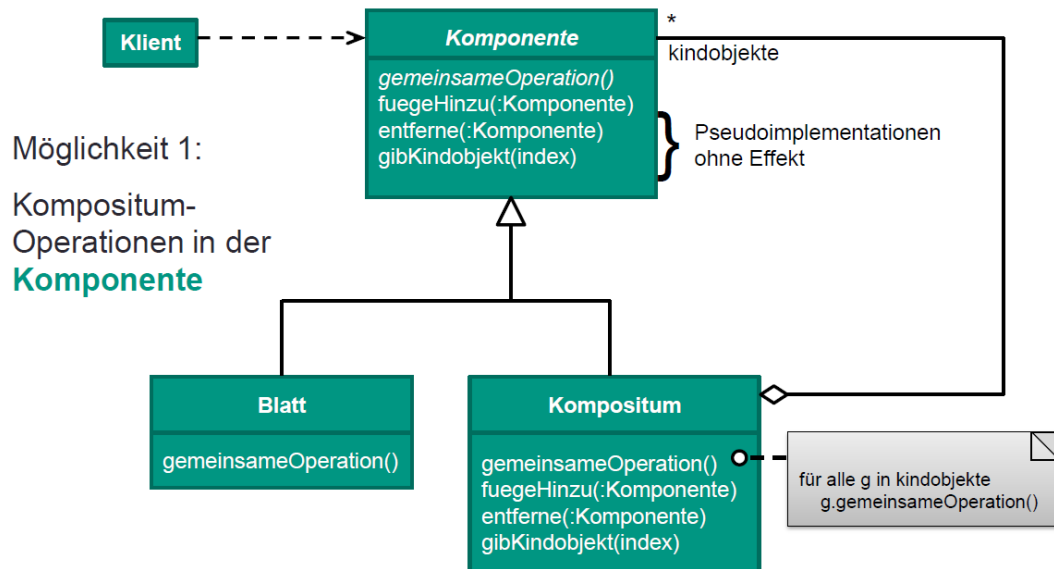 Klient
Komponente
gemeinsameOperation()
fuegeHinzu(:Komponente)
entferne(:Komponente)
gibKindobjekt(index)
*
kindobjekte
}
Pseudoimplementationen
ohne Effekt
Möglichkeit 1:
Kompositum-
Operationen in der
Komponente
Blatt
gemeinsameOperation()
Kompositum
gemeinsameOperation()
fuegeHinzu(:Komponente)
entferne(:Komponente)
gibKindobjekt(index)
für alle g in kindobjekte
g.gemeinsameOperation()